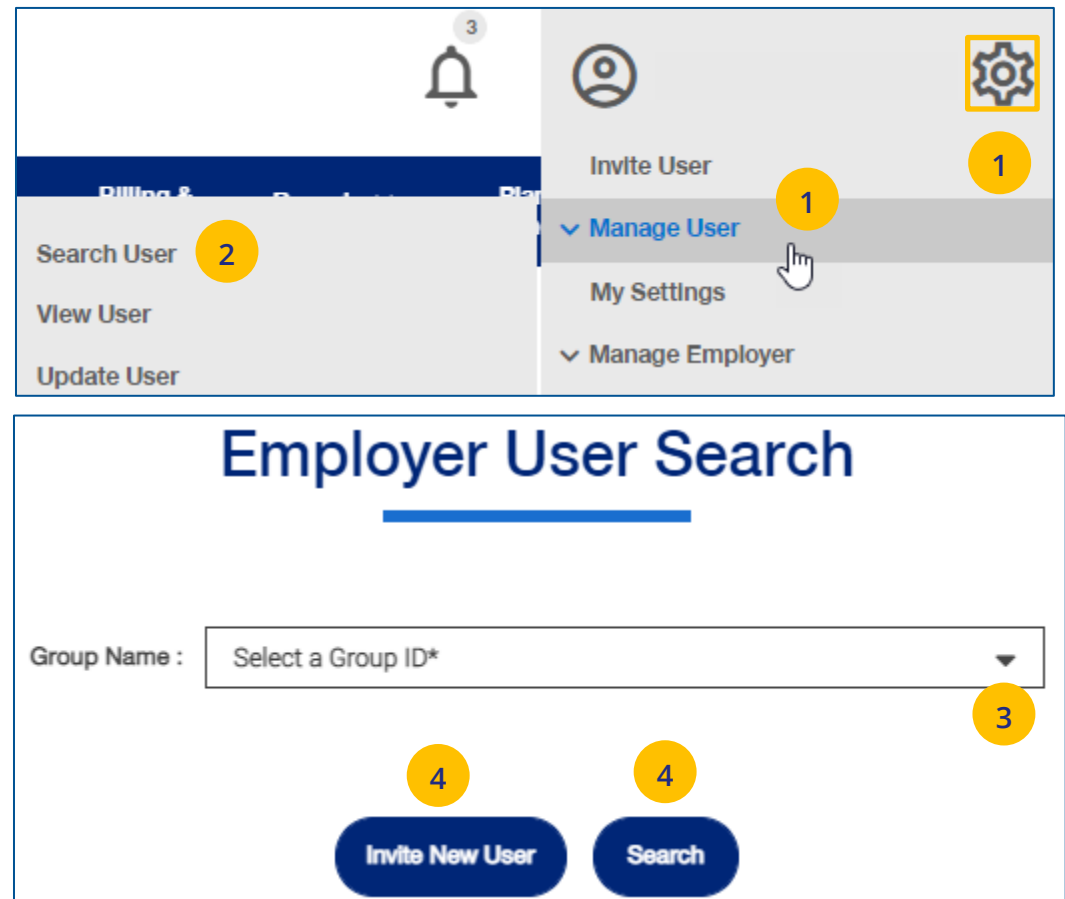 3
Invite User
1
1
Billing &
Manage User
Search User
2
My Settings
View User
Manage Employer
Update User
Employer User Search
Group Name :
Select a Group ID*
3
4
4
Invite New User
Search